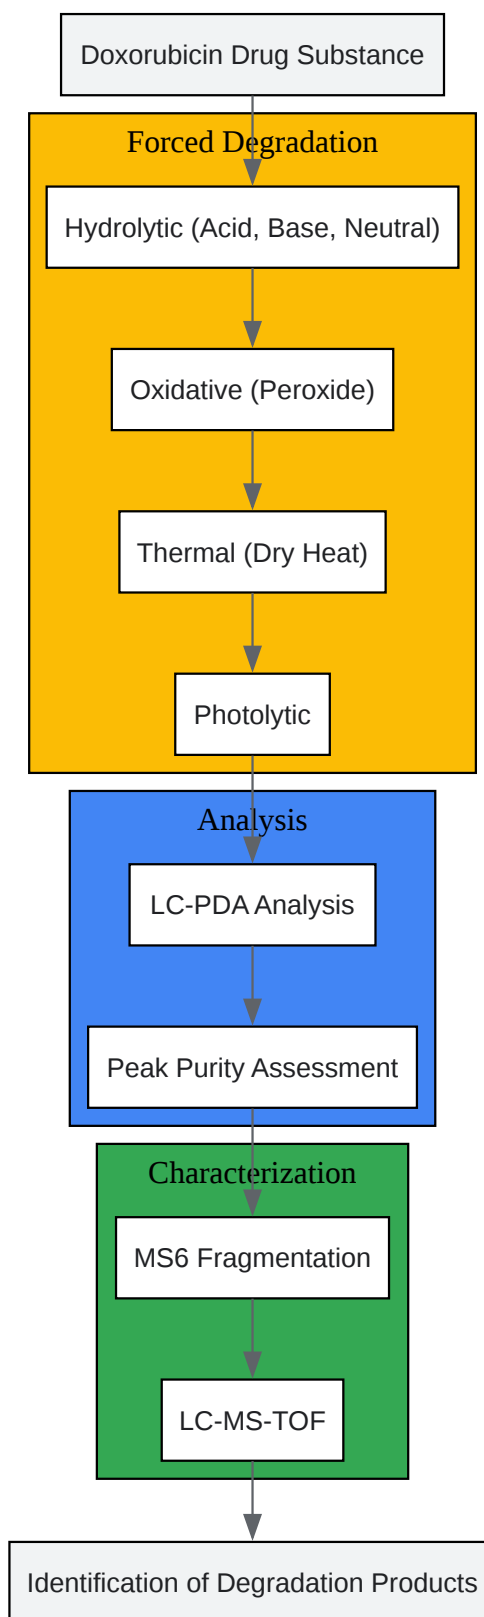 Doxorubicin Drug Substance
Forced Degradation
Hydrolytic (Acid, Base, Neutral)
Oxidative (Peroxide)
Thermal (Dry Heat)
Photolytic
Analysis
LC-PDA Analysis
Peak Purity Assessment
Characterization
MS6 Fragmentation
LC-MS-TOF
Identification of Degradation Products